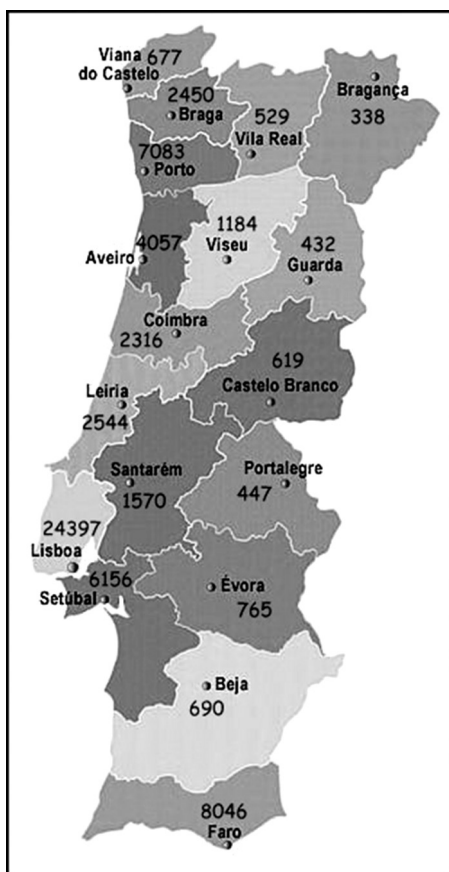 677
Viana
do Castelo
2450
Braga
529
Vila Real
Bragança
338
7083
Porto
1184
Viseu
432
Guarda
4057
Aveiro
Coimbra
2316
619
Castelo Branco
Leiria
2544
Santarém
1570
Portalegre
447
24397
Lisboa
6156
Setúbal
Évora
765
Beja
690
8046
Faro